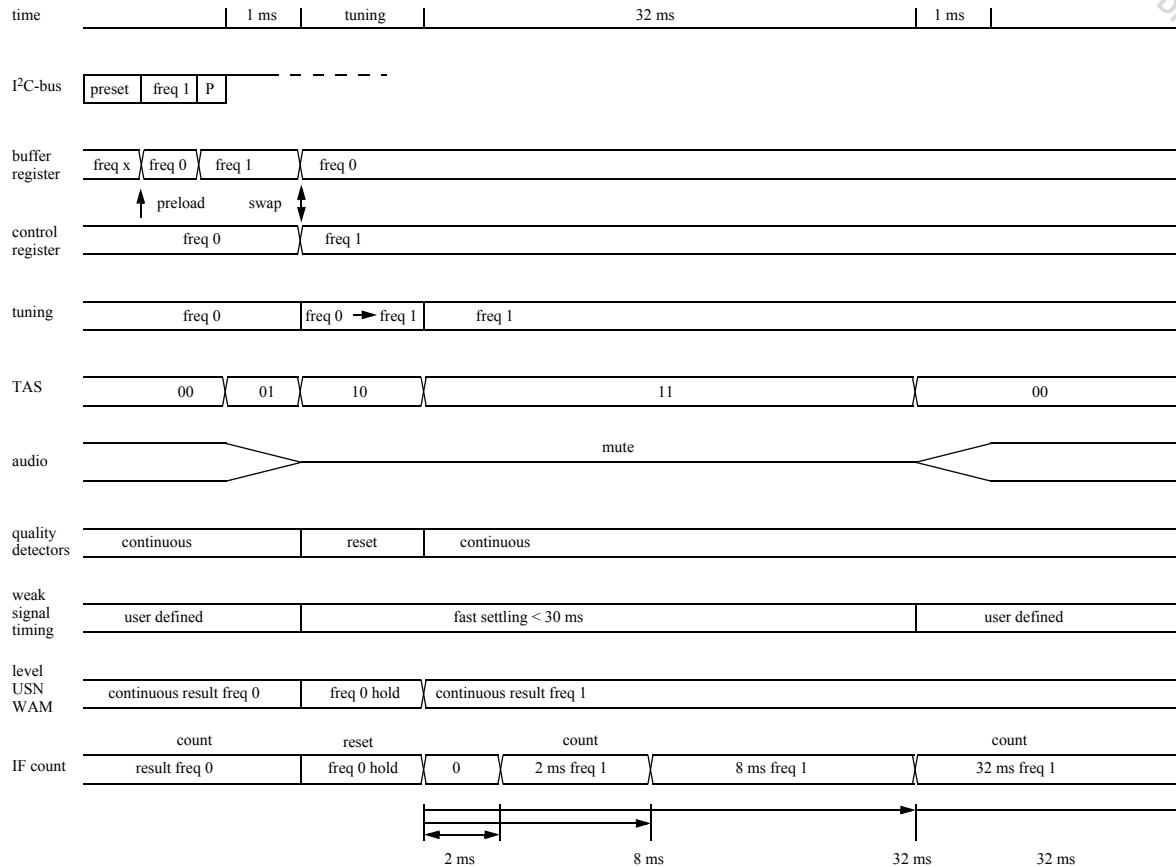 time 1 ms tuning 32 ms 1 ms
I²C-bus preset freq 1 P
buffer
register
freq x freq 0 freq 1 freq 0
preload swap
control
register
freq 0 freq 1
tuning freq 0 freq 0 → freq 1 freq 1
TAS 00 01 10 11 00
audio mute
quality
detectors
continuous reset continuous
weak
signal
timing
user defined fast settling < 30 ms user defined
level
USN
WAM
continuous result freq 0 freq 0 hold continuous result freq 1
count reset count count
IF count result freq 0 freq 0 hold 0 2 ms freq 1 8 ms freq 1 32 ms freq 1
2 ms 8 ms 32 ms 32 ms